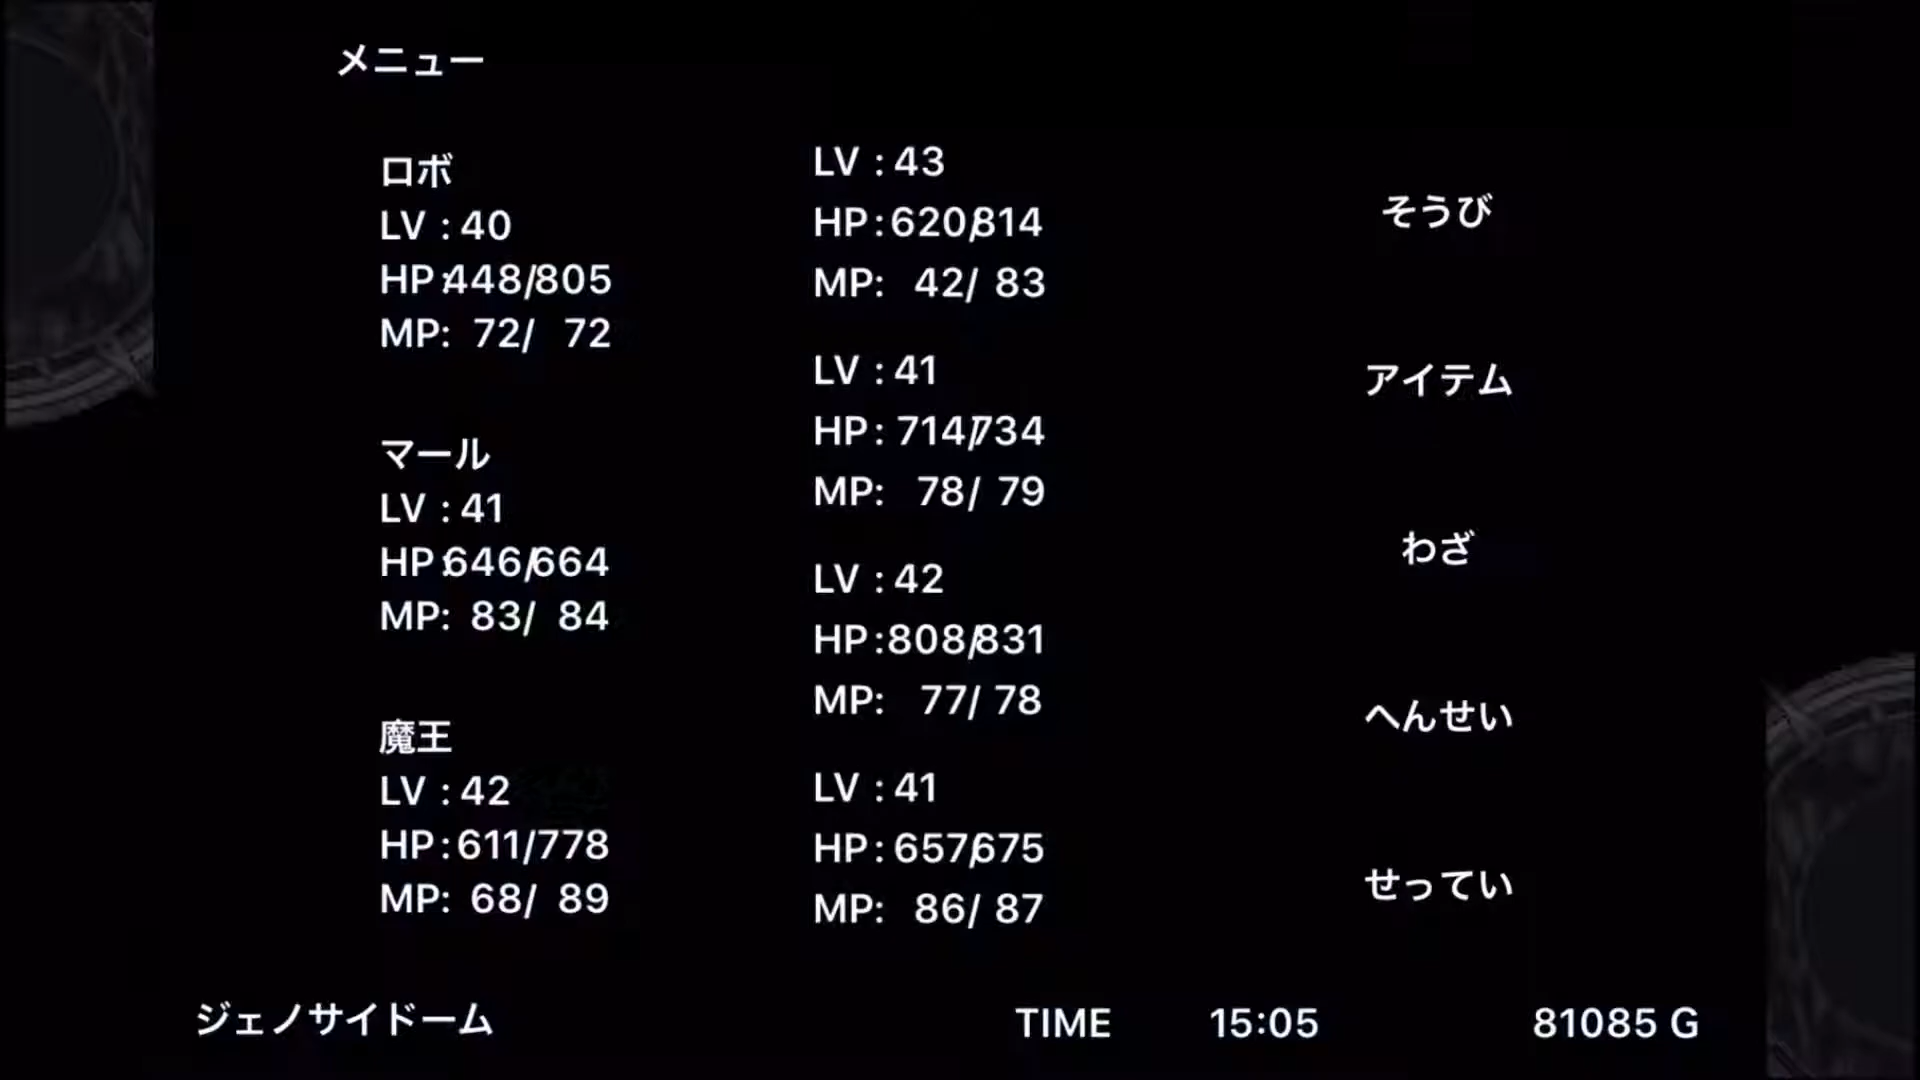 メニュー
ロボ
LV : 40
HP:448/805
MP: 72/ 72
マール
LV : 41
HP:646/664
MP: 83/ 84
魔王
LV : 42
HP:611/778
MP: 68/ 89
LV : 43
HP:620/814
MP: 42/ 83
LV : 41
HP: 714/734
MP: 78/ 79
LV : 42
HP:808/831
MP: 77/ 78
LV : 41
HP: 657/675
MP: 86/ 87
そうび
アイテム
わざ
へんせい
せってい
ジェノサイドーム
TIME 15:05 81085 G